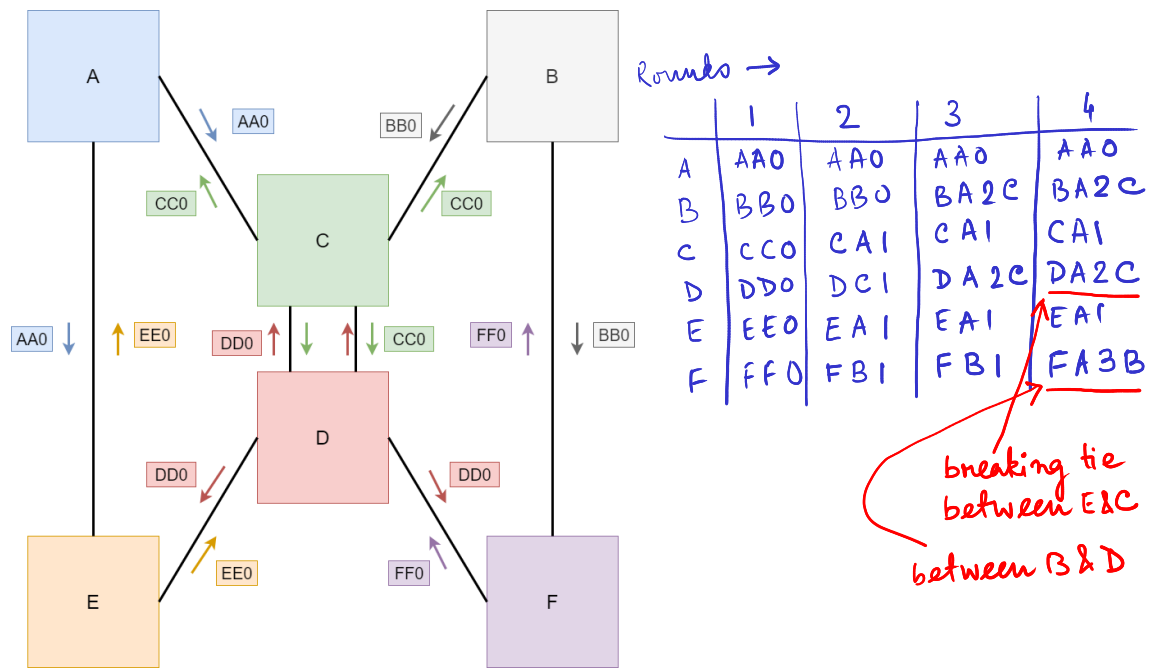 A
B
AA0
BB0
CC0
CC0
C
AA0
EE0
DD0
CC0
FF0
BB0
D
DD0
DD0
EE0
FF0
E
F
Rounds →
1 2 3 4
A AA0 AA0 AA0 AA0
B BB0 BB0 BA2C BA2C
C CC0 CA1 CA1 CA1
D DD0 DC1 DA2C DA2C
E EE0 EA1 EA1 EA1
F FF0 FB1 FB1 FA3B
breaking tie
between E&C
between B&D